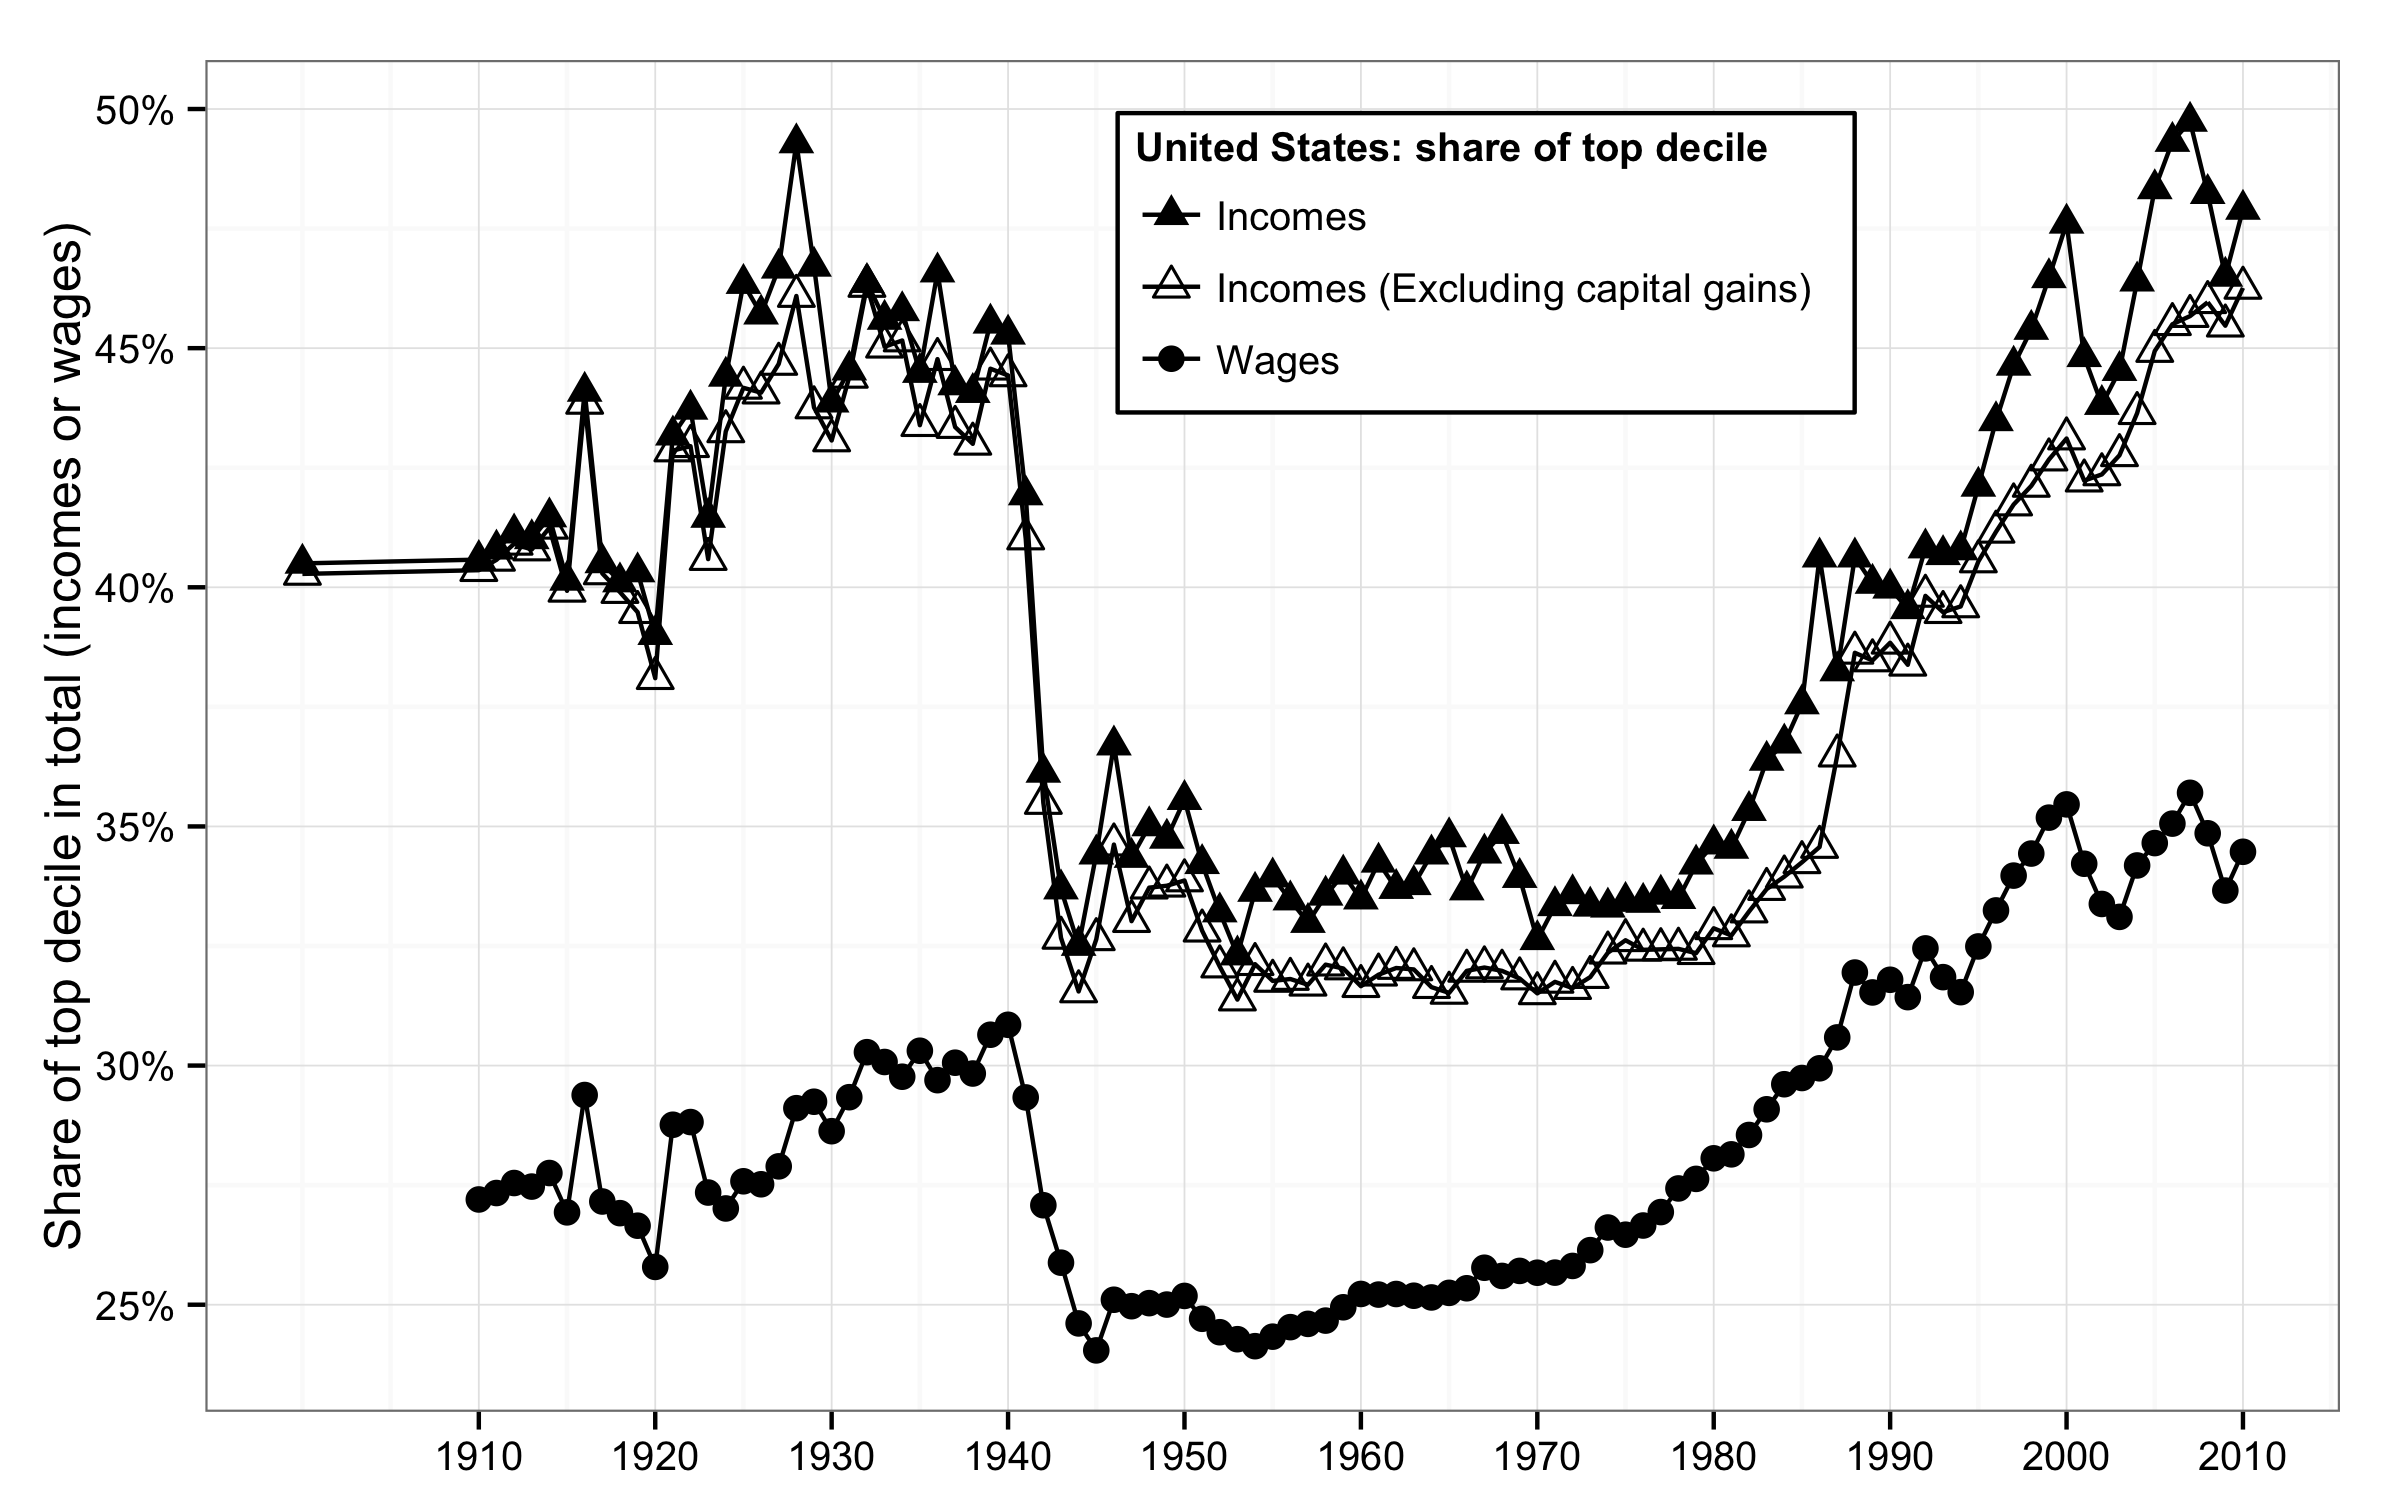 Share of top decile in total (incomes or wages)
50%
45%
40%
35%
30%
25%
United States: share of top decile
Incomes
Incomes (Excluding capital gains)
Wages
1910 1920 1930 1940 1950 1960 1970 1980 1990 2000 2010